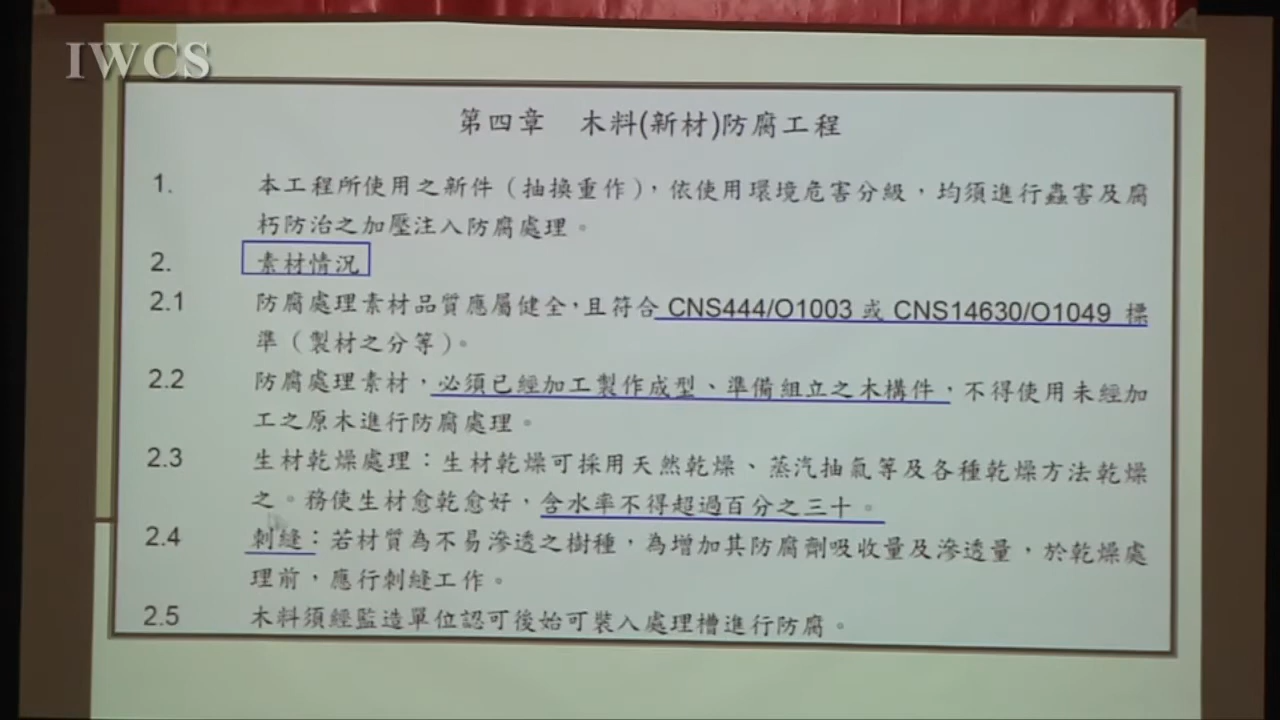 IWCS
第四章　木料(新材)防腐工程
1. 本工程所使用之新件（抽換重作），依使用環境危害分級，均須進行蟲害及腐
朽防治之加壓注入防腐處理。
2. 素材情況
2.1 防腐處理素材品質應屬健全，且符合 CNS444/O1003 或 CNS14630/O1049 標
準（製材之分等）。
2.2 防腐處理素材，必須已經加工製作成型、準備組立之木構件，不得使用未經加
工之原木進行防腐處理。
2.3 生材乾燥處理：生材乾燥可採用天然乾燥、蒸汽抽氣等及各種乾燥方法乾燥
之。務使生材愈乾愈好，含水率不得超過百分之三十。
2.4 刺縫：若材質為不易滲透之樹種，為增加其防腐劑吸收量及滲透量，於乾燥處
理前，應行刺縫工作。
2.5 木料須經監造單位認可後始可裝入處理槽進行防腐。